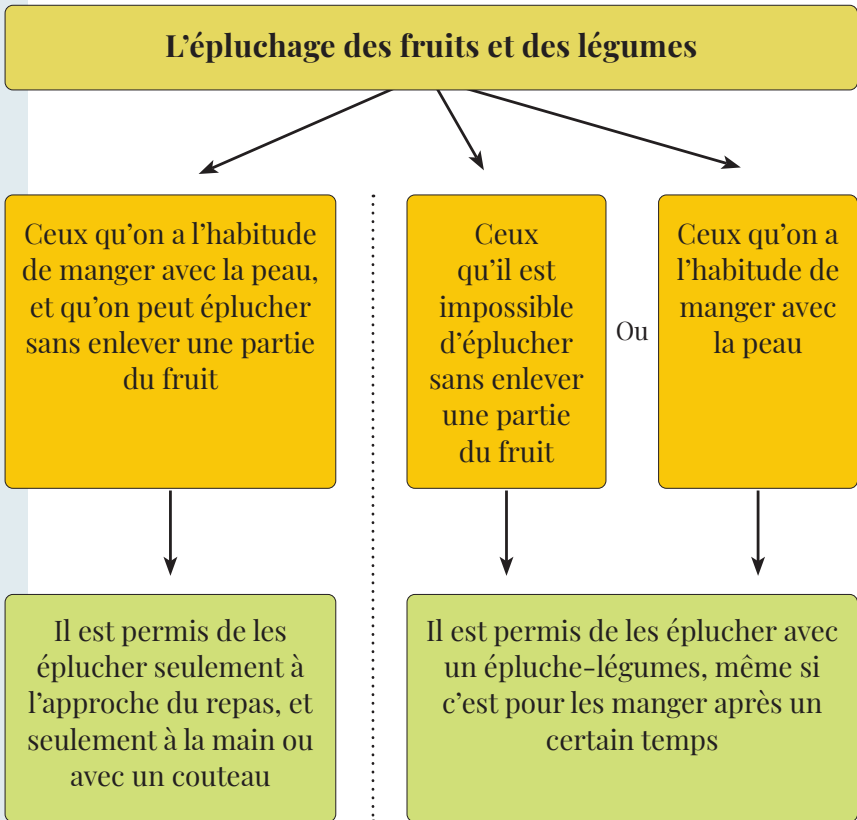 L'épluchage des fruits et des légumes
Ceux qu'on a l'habitude
de manger avec la peau,
et qu'on peut éplucher
sans enlever une partie
du fruit
Ceux
qu'il est
impossible
d'éplucher
sans enlever
une partie
du fruit
Ou
Ceux qu'on a
l'habitude de
manger avec
la peau
Il est permis de les
éplucher seulement à
l'approche du repas, et
seulement à la main ou
avec un couteau
Il est permis de les éplucher avec
un épluche-légumes, même si
c'est pour les manger après un
certain temps